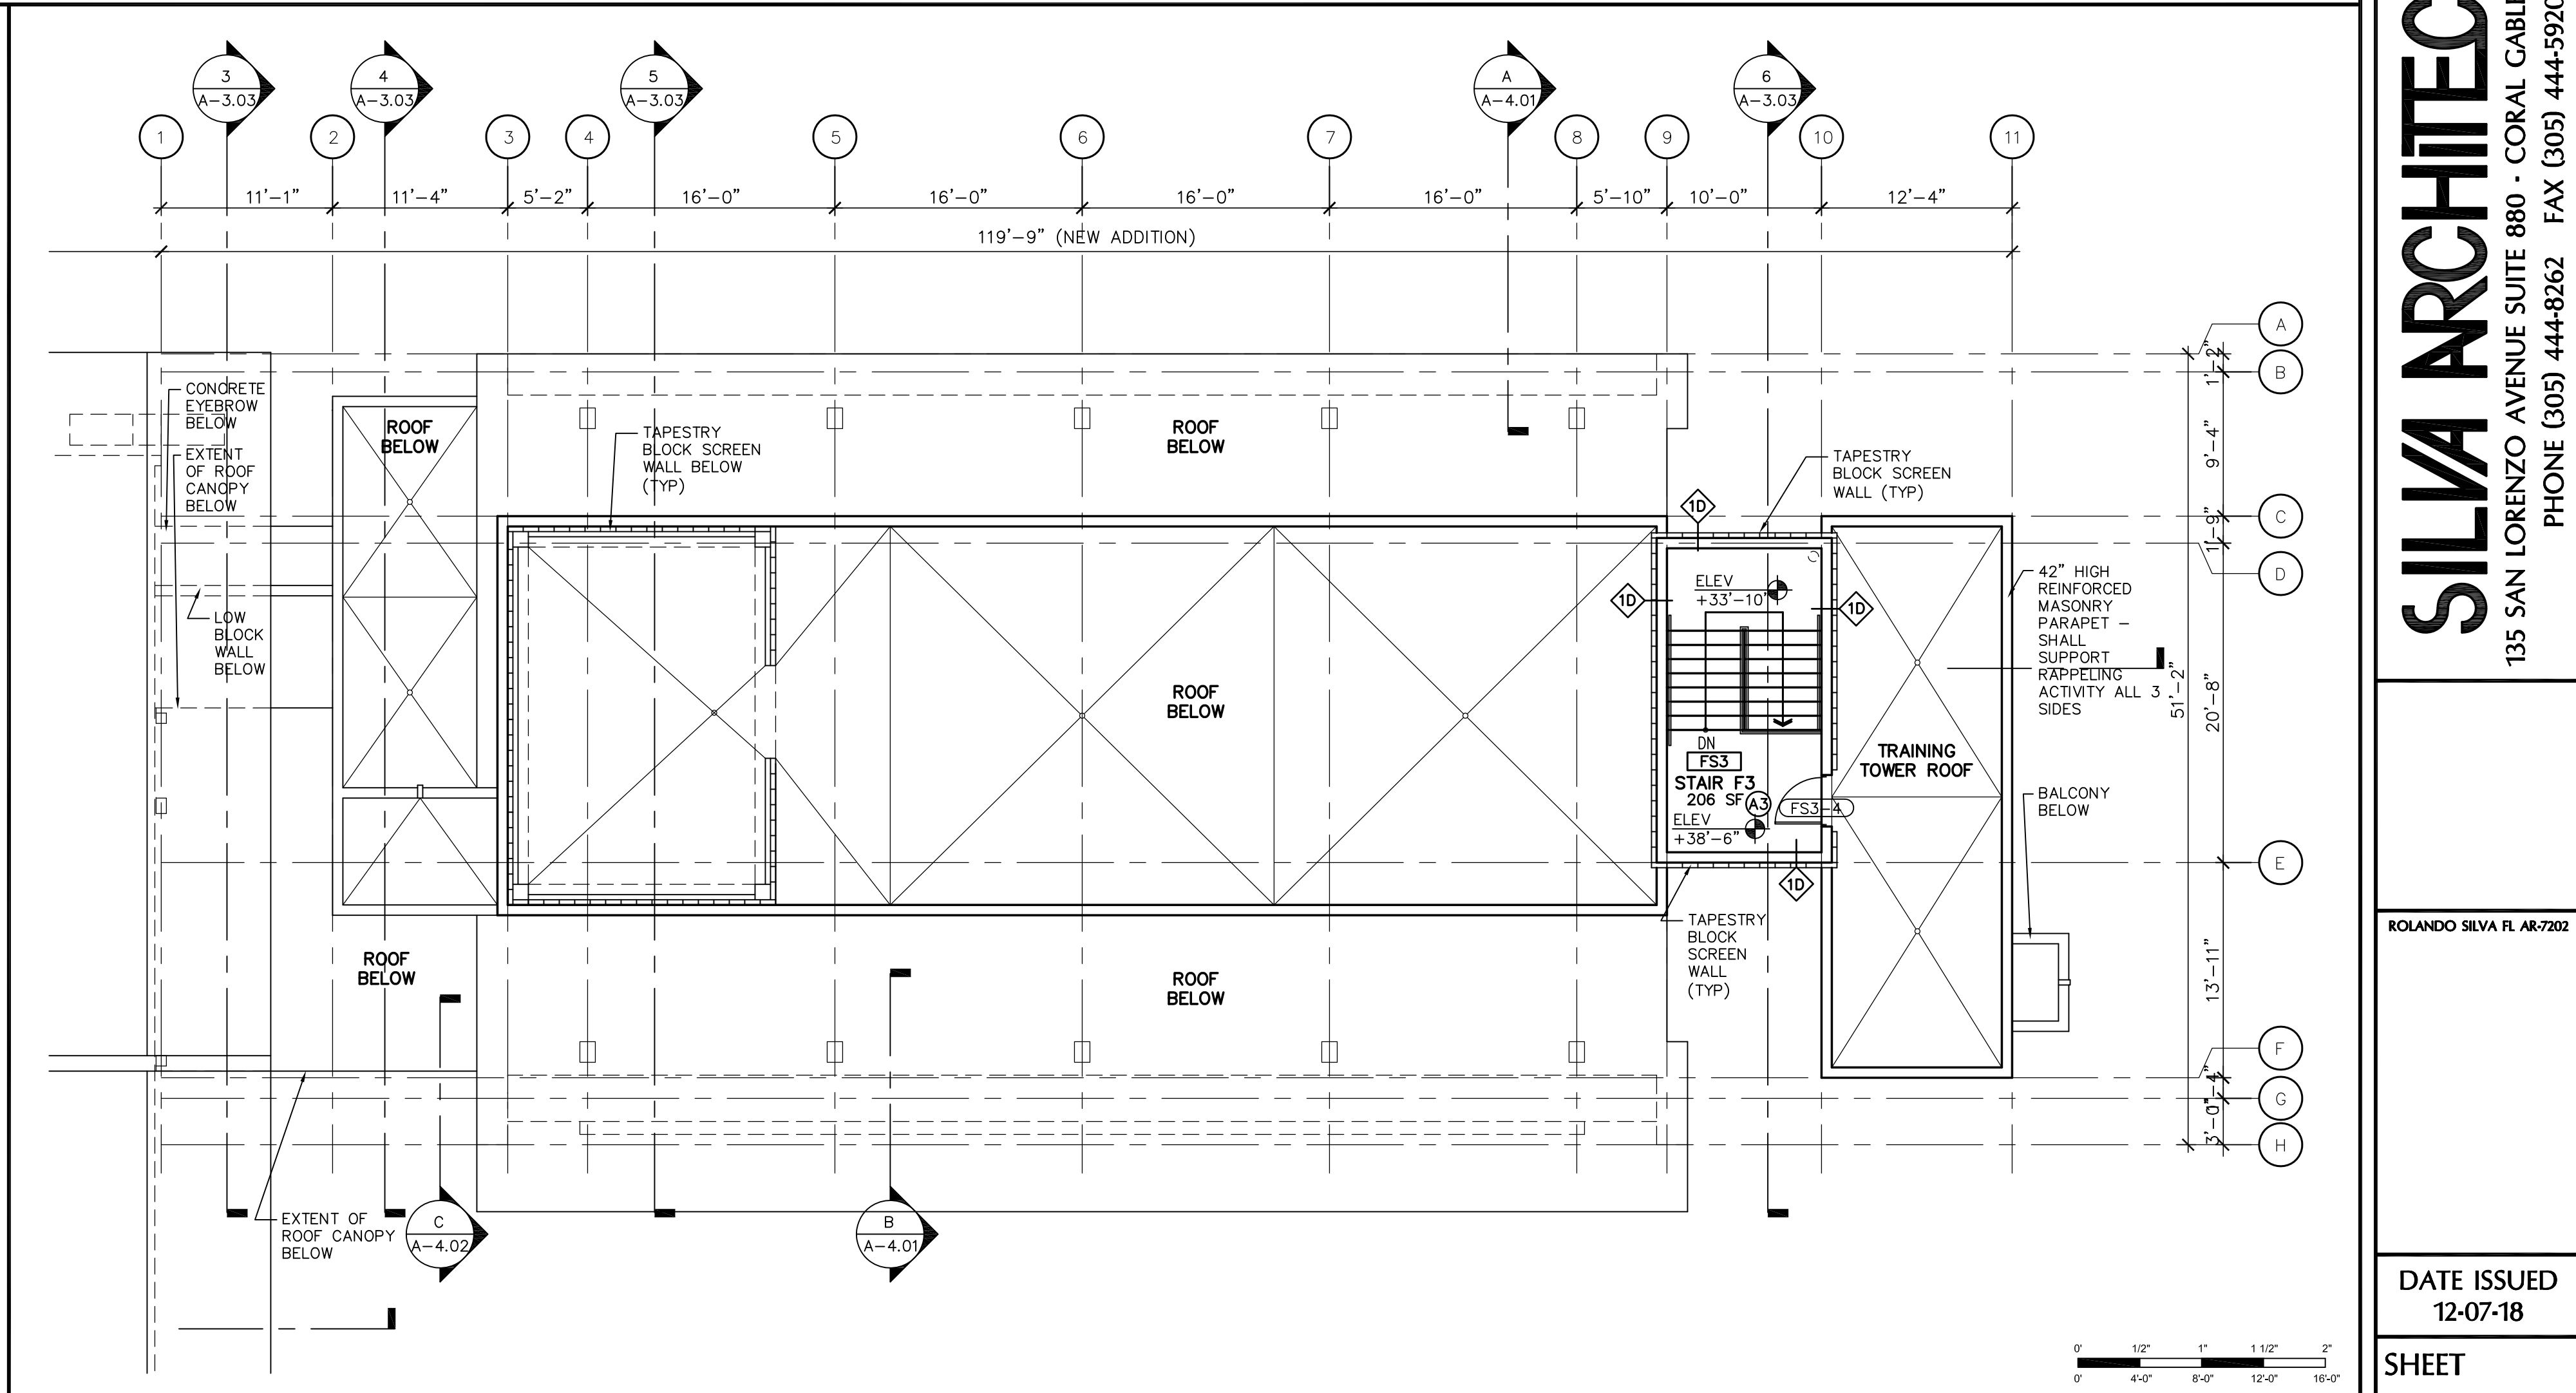 3
A-3.03
4
A-3.03
5
A-3.03
A
A-4.01
6
A-3.03
1
2
3
4
5
6
7
8
9
10
11
11'-1"
11'-4"
5'-2"
16'-0"
16'-0"
16'-0"
16'-0"
5'-10"
10'-0"
12'-4"
119'-9" (NEW ADDITION)
A
B
C
D
E
F
G
H
1'-2"
9'-4"
1'-9"
20'-8"
13'-11"
3'-0"
51'-2"
CONCRETE
EYEBROW
BELOW
EXTENT
OF ROOF
CANOPY
BELOW
LOW
BLOCK
WALL
BELOW
ROOF
BELOW
TAPESTRY
BLOCK SCREEN
WALL BELOW
(TYP)
ROOF
BELOW
TAPESTRY
BLOCK SCREEN
WALL (TYP)
1D
1D
1D
ELEV
+33'-10"
42" HIGH
REINFORCED
MASONRY
PARAPET –
SHALL
SUPPORT
RAPPELING
ACTIVITY ALL 3
SIDES
ROOF
BELOW
DN
FS3
STAIR F3
206 SF
A3
FS3-4
ELEV
+38'-6"
1D
TRAINING
TOWER ROOF
BALCONY
BELOW
TAPESTRY
BLOCK
SCREEN
WALL
(TYP)
ROOF
BELOW
ROOF
BELOW
EXTENT OF
ROOF CANOPY
BELOW
C
A-4.02
B
A-4.01
0' 1/2" 1" 1 1/2" 2"
0' 4'-0" 8'-0" 12'-0" 16'-0"
SILVA ARCHITEC
135 SAN LORENZO AVENUE SUITE 880 · CORAL GABLE
PHONE (305) 444-8262 FAX (305) 444-5920
ROLANDO SILVA FL AR-7202
DATE ISSUED
12-07-18
SHEET